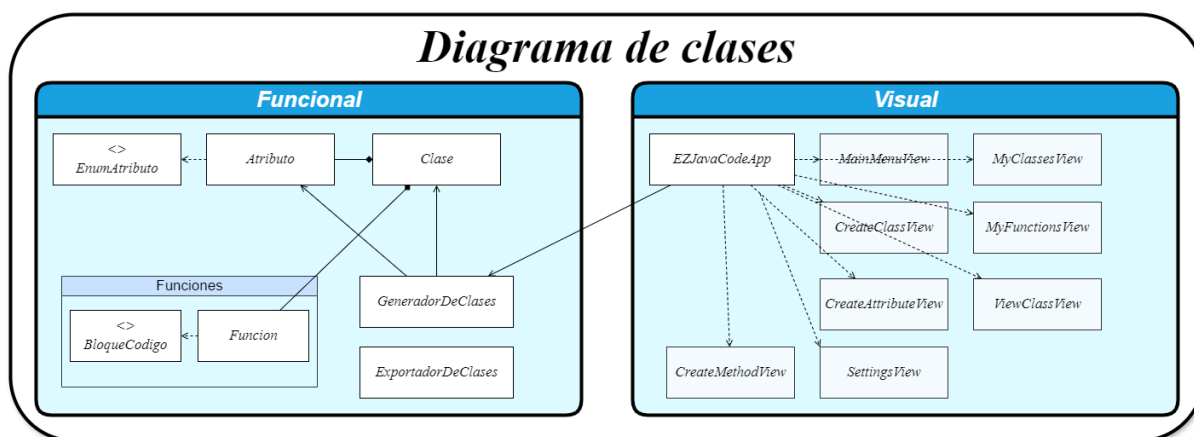 Diagrama de clases
Funcional
<>
EnumAtributo
Atributo
Clase
Funciones
<>
BloqueCodigo
Funcion
GeneradorDeClases
ExportadorDeClases
Visual
EZJavaCodeApp
MainMenuView
MyClassesView
CreateClassView
MyFunctionsView
CreateAttributeView
ViewClassView
CreateMethodView
SettingsView